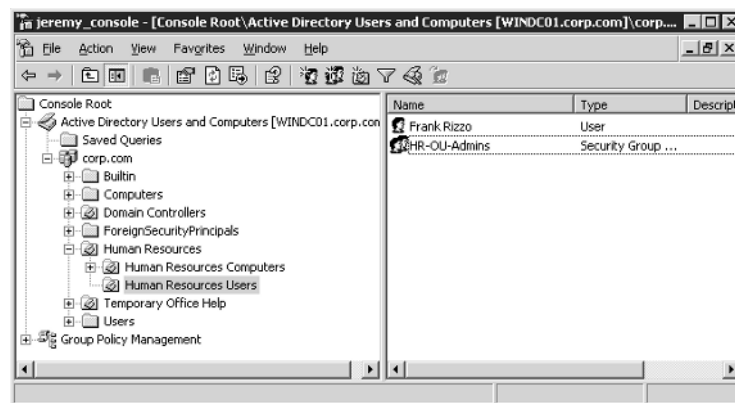 jeremy_console - [Console Root\Active Directory Users and Computers [WINDC01.corp.com]\corp....
File Action View Favorites Window Help
Console Root
Active Directory Users and Computers [WINDC01.corp.con
Saved Queries
corp.com
Builtin
Computers
Domain Controllers
ForeignSecurityPrincipals
Human Resources
Human Resources Computers
Human Resources Users
Temporary Office Help
Users
Group Policy Management
Name Type Descript
Frank Rizzo User
HR-OU-Admins Security Group ...